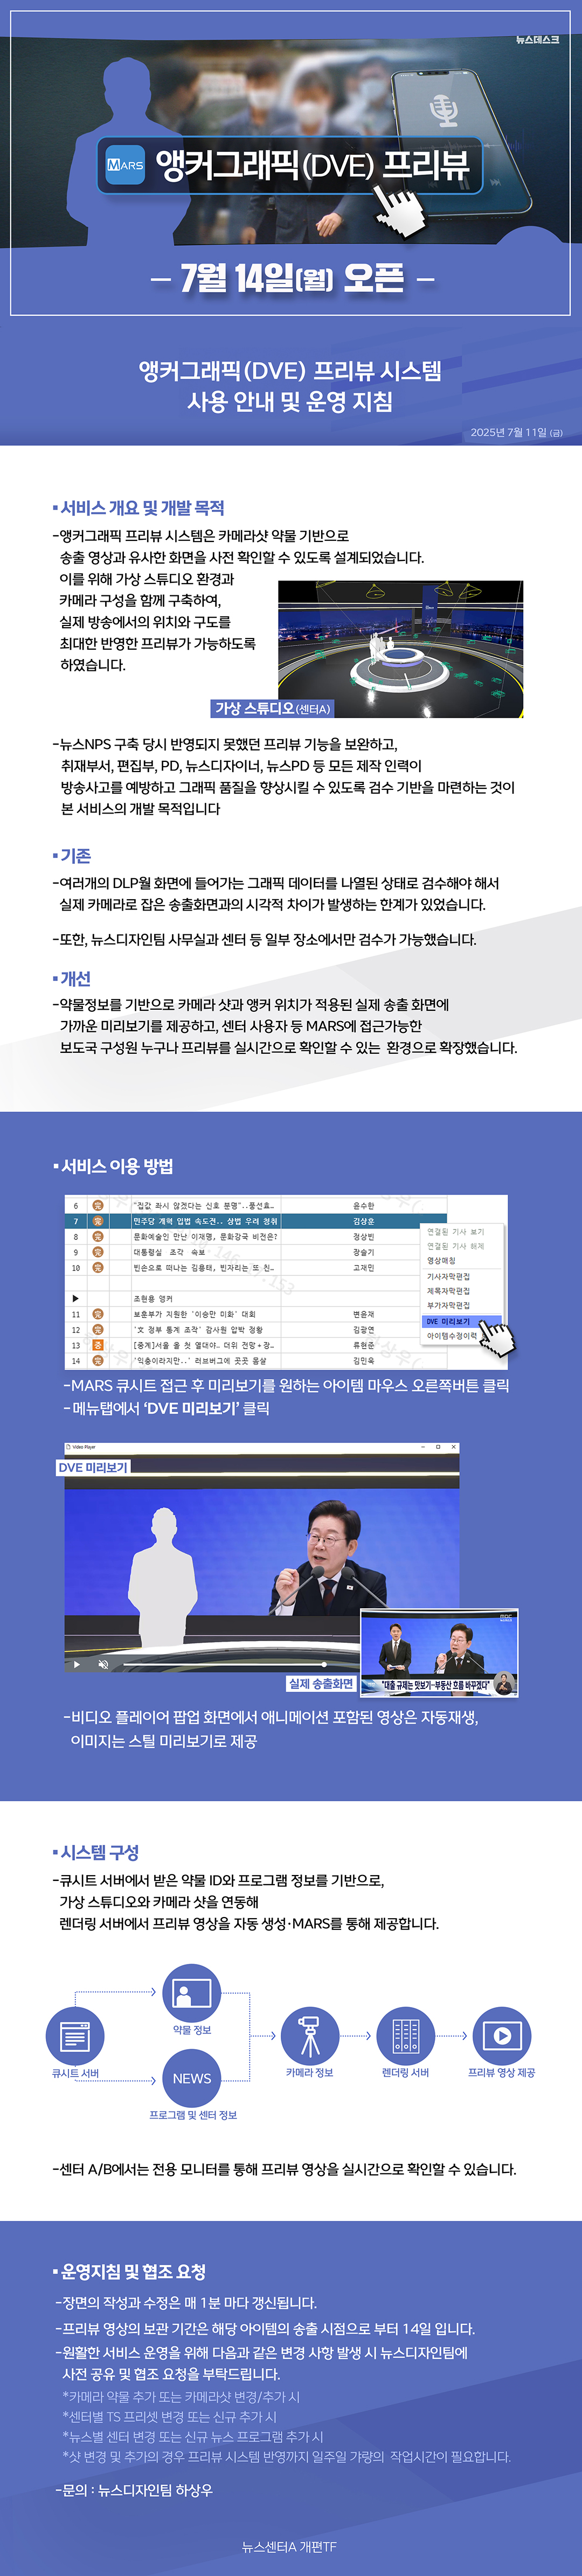 뉴스데스크
MARS 앵커그래픽(DVE) 프리뷰
- 7월 14일(월) 오픈 -
앵커그래픽(DVE) 프리뷰 시스템
사용 안내 및 운영 지침
2025년 7월 11일 (금)
▪서비스 개요 및 개발 목적
-앵커그래픽 프리뷰 시스템은 카메라샷 약물 기반으로
송출 영상과 유사한 화면을 사전 확인할 수 있도록 설계되었습니다.
이를 위해 가상 스튜디오 환경과
카메라 구성을 함께 구축하여,
실제 방송에서의 위치와 구도를
최대한 반영한 프리뷰가 가능하도록
하였습니다.
가상 스튜디오(센터A)
-뉴스NPS 구축 당시 반영되지 못했던 프리뷰 기능을 보완하고,
취재부서, 편집부, PD, 뉴스디자이너, 뉴스PD 등 모든 제작 인력이
방송사고를 예방하고 그래픽 품질을 향상시킬 수 있도록 검수 기반을 마련하는 것이
본 서비스의 개발 목적입니다
▪기존
-여러개의 DLP월 화면에 들어가는 그래픽 데이터를 나열된 상태로 검수해야 해서
실제 카메라로 잡은 송출화면과의 시각적 차이가 발생하는 한계가 있었습니다.
-또한, 뉴스디자인팀 사무실과 센터 등 일부 장소에서만 검수가 가능했습니다.
▪개선
-약물정보를 기반으로 카메라 샷과 앵커 위치가 적용된 실제 송출 화면에
가까운 미리보기를 제공하고, 센터 사용자 등 MARS에 접근가능한
보도국 구성원 누구나 프리뷰를 실시간으로 확인할 수 있는 환경으로 확장했습니다.
▪서비스 이용 방법
6 完 "집값 좌시 않겠다는 신호 분명"‥풍선효… 윤수한
7 完 민주당 개혁 입법 속도전‥ 상법 우려 청취 김상훈
8 完 문화예술인 만난 이재명, 문화강국 비전은? 정상빈
9 完 대통령실 조각 속보 장슬기
10 完 빈손으로 떠나는 김용태, 빈자리는 또 친… 고재민
▶ 조현용 앵커
11 完 보훈부가 지원한 '이승만 미화' 대회 변윤재
12 完 '文 정부 통계 조작' 감사원 압박 정황 김광연
13 중 [중계]서울 올 첫 열대야… 더위 전망+장… 류현준
14 完 '익충이라지만..' 러브버그에 곳곳 몸살 김민욱
연결된 기사 보기
연결된 기사 해제
영상매칭
기사자막편집
제목자막편집
부가자막편집
DVE 미리보기
아이템수정이력
-MARS 큐시트 접근 후 미리보기를 원하는 아이템 마우스 오른쪽버튼 클릭
-메뉴탭에서 ‘DVE 미리보기’ 클릭
Video Player
DVE 미리보기
MBC
"대출 규제는 맛보기‥부동산 흐름 바꾸겠다"
실제 송출화면
-비디오 플레이어 팝업 화면에서 애니메이션 포함된 영상은 자동재생,
이미지는 스틸 미리보기로 제공
▪시스템 구성
-큐시트 서버에서 받은 약물 ID와 프로그램 정보를 기반으로,
가상 스튜디오와 카메라 샷을 연동해
렌더링 서버에서 프리뷰 영상을 자동 생성·MARS를 통해 제공합니다.
큐시트 서버
약물 정보
NEWS
프로그램 및 센터 정보
카메라 정보
렌더링 서버
프리뷰 영상 제공
-센터 A/B에서는 전용 모니터를 통해 프리뷰 영상을 실시간으로 확인할 수 있습니다.
▪운영지침 및 협조 요청
-장면의 작성과 수정은 매 1분 마다 갱신됩니다.
-프리뷰 영상의 보관 기간은 해당 아이템의 송출 시점으로 부터 14일 입니다.
-원활한 서비스 운영을 위해 다음과 같은 변경 사항 발생 시 뉴스디자인팀에
사전 공유 및 협조 요청을 부탁드립니다.
*카메라 약물 추가 또는 카메라샷 변경/추가 시
*센터별 TS 프리셋 변경 또는 신규 추가 시
*뉴스별 센터 변경 또는 신규 뉴스 프로그램 추가 시
*샷 변경 및 추가의 경우 프리뷰 시스템 반영까지 일주일 가량의 작업시간이 필요합니다.
-문의 : 뉴스디자인팀 하상우
뉴스센터A 개편TF